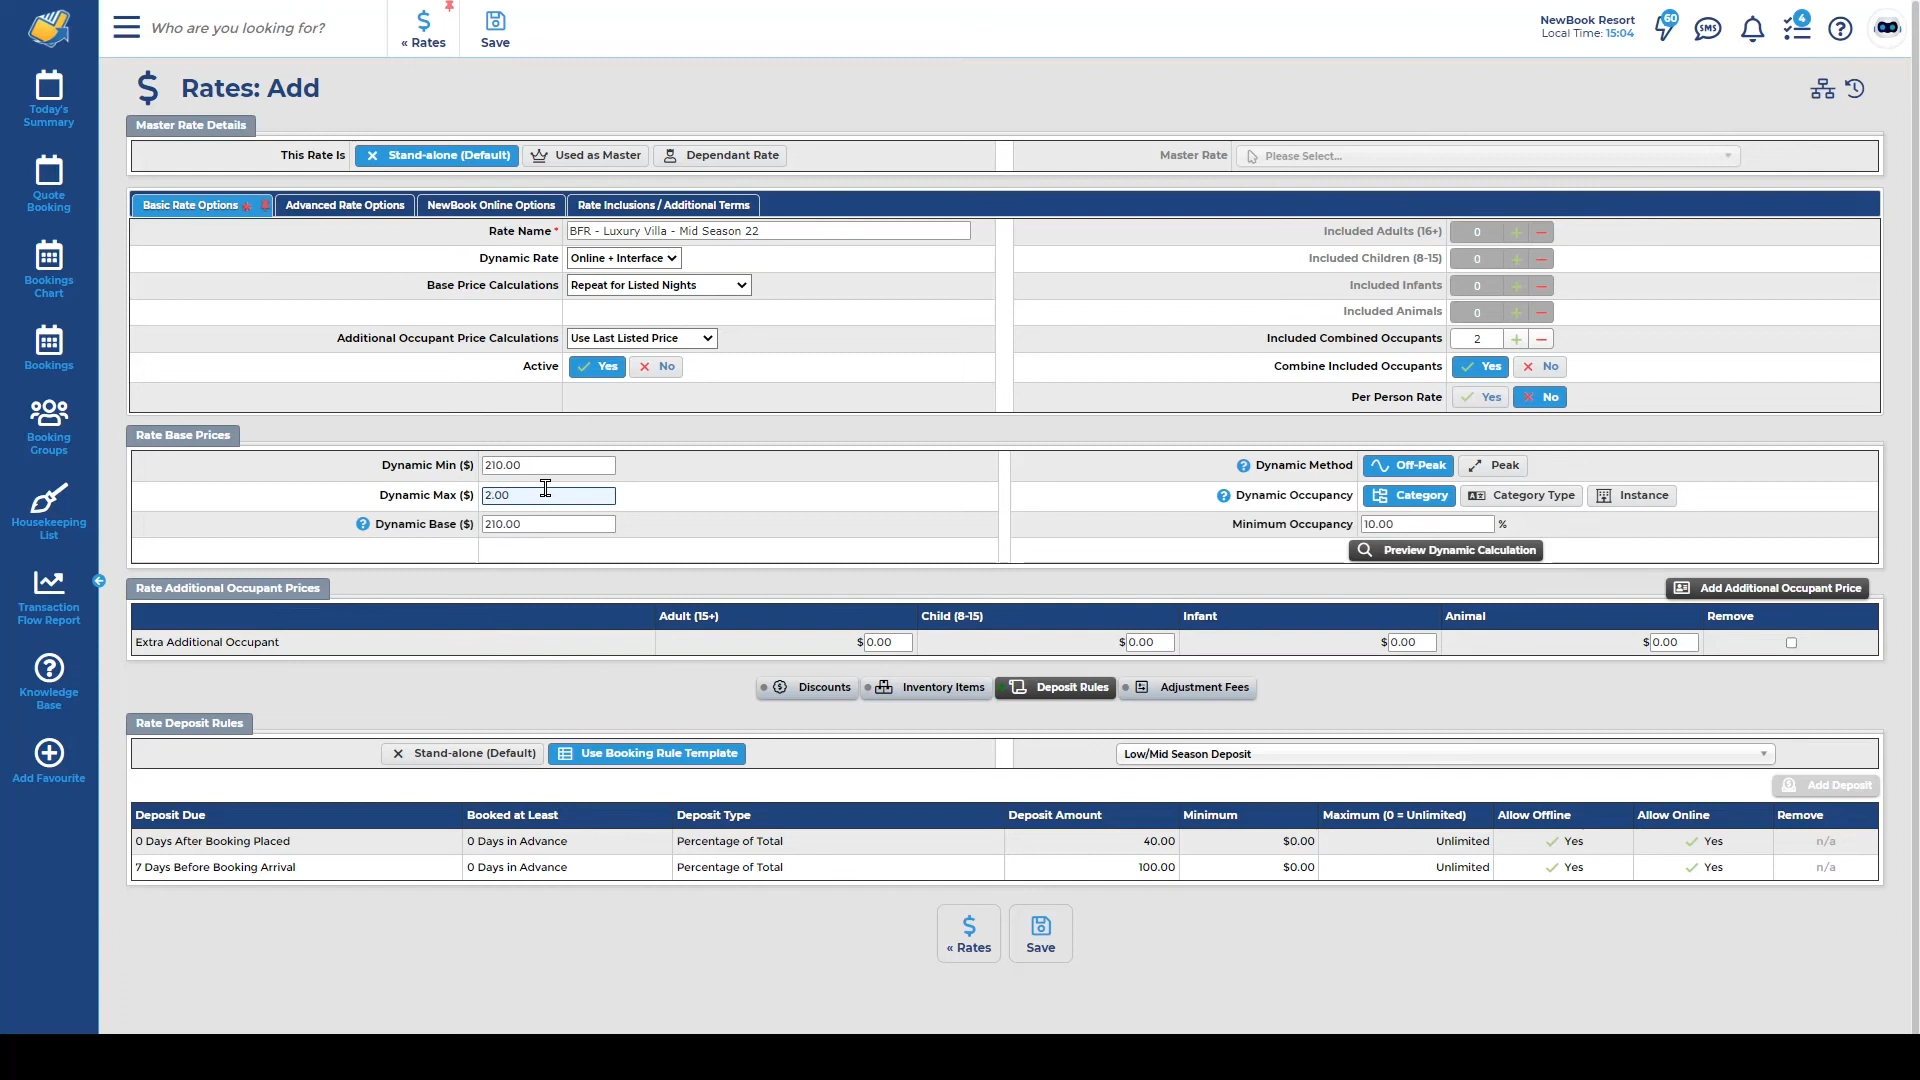 Who are you looking for?
« Rates
Save
NewBook Resort
Local Time: 15:04
60
SMS
4
Today's
Summary
Quote
Booking
Bookings
Chart
Bookings
Booking
Groups
Housekeeping
List
Transaction
Flow Report
Knowledge
Base
Add Favourite
$ Rates: Add
Master Rate Details
This Rate Is Stand-alone (Default) Used as Master Dependant Rate Master Rate Please Select...
Basic Rate Options * Advanced Rate Options NewBook Online Options Rate Inclusions / Additional Terms
Rate Name * BFR - Luxury Villa - Mid Season 22 Included Adults (16+) 0
Dynamic Rate Online + Interface Included Children (8-15) 0
Base Price Calculations Repeat for Listed Nights Included Infants 0
Included Animals 0
Additional Occupant Price Calculations Use Last Listed Price Included Combined Occupants 2
Active Yes No Combine Included Occupants Yes No
Per Person Rate Yes No
Rate Base Prices
Dynamic Min ($) 210.00 Dynamic Method Off-Peak Peak
Dynamic Max ($) 2.00 Dynamic Occupancy Category Category Type Instance
Dynamic Base ($) 210.00 Minimum Occupancy 10.00 %
Preview Dynamic Calculation
Rate Additional Occupant Prices Add Additional Occupant Price
Adult (15+) Child (8-15) Infant Animal Remove
Extra Additional Occupant $ 0.00 $ 0.00 $ 0.00 $ 0.00
Discounts Inventory Items Deposit Rules Adjustment Fees
Rate Deposit Rules
Stand-alone (Default) Use Booking Rule Template Low/Mid Season Deposit
Add Deposit
Deposit Due Booked at Least Deposit Type Deposit Amount Minimum Maximum (0 = Unlimited) Allow Offline Allow Online Remove
0 Days After Booking Placed 0 Days in Advance Percentage of Total 40.00 $0.00 Unlimited Yes Yes n/a
7 Days Before Booking Arrival 0 Days in Advance Percentage of Total 100.00 $0.00 Unlimited Yes Yes n/a
« Rates Save